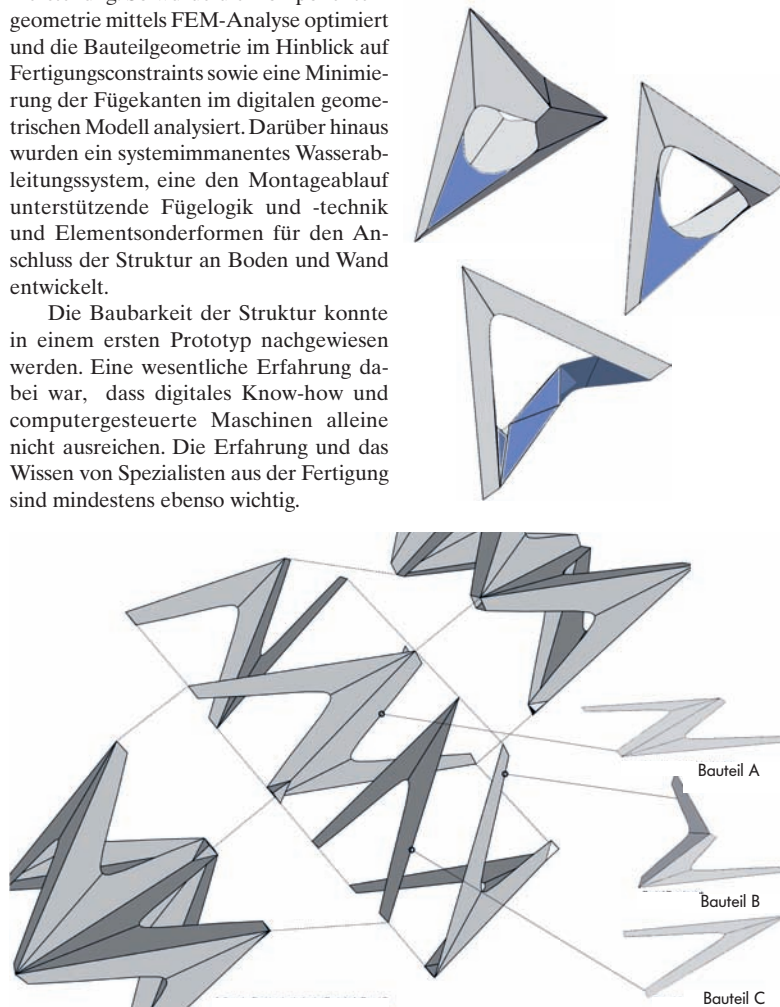 geometrie mittels FEM-Analyse optimiert
und die Bauteilgeometrie im Hinblick auf
Fertigungsconstraints sowie eine Minimie-
rung der Fügekanten im digitalen geome-
trischen Modell analysiert. Darüber hinaus
wurden ein systemimmanentes Wasserab-
leitungssystem, eine den Montageablauf
unterstützende Fügelogik und -technik
und Elementsonderformen für den An-
schluss der Struktur an Boden und Wand
entwickelt.
Die Baubarkeit der Struktur konnte
in einem ersten Prototyp nachgewiesen
werden. Eine wesentliche Erfahrung da-
bei war, dass digitales Know-how und
computergesteuerte Maschinen alleine
nicht ausreichen. Die Erfahrung und das
Wissen von Spezialisten aus der Fertigung
sind mindestens ebenso wichtig.
Bauteil A
Bauteil B
Bauteil C